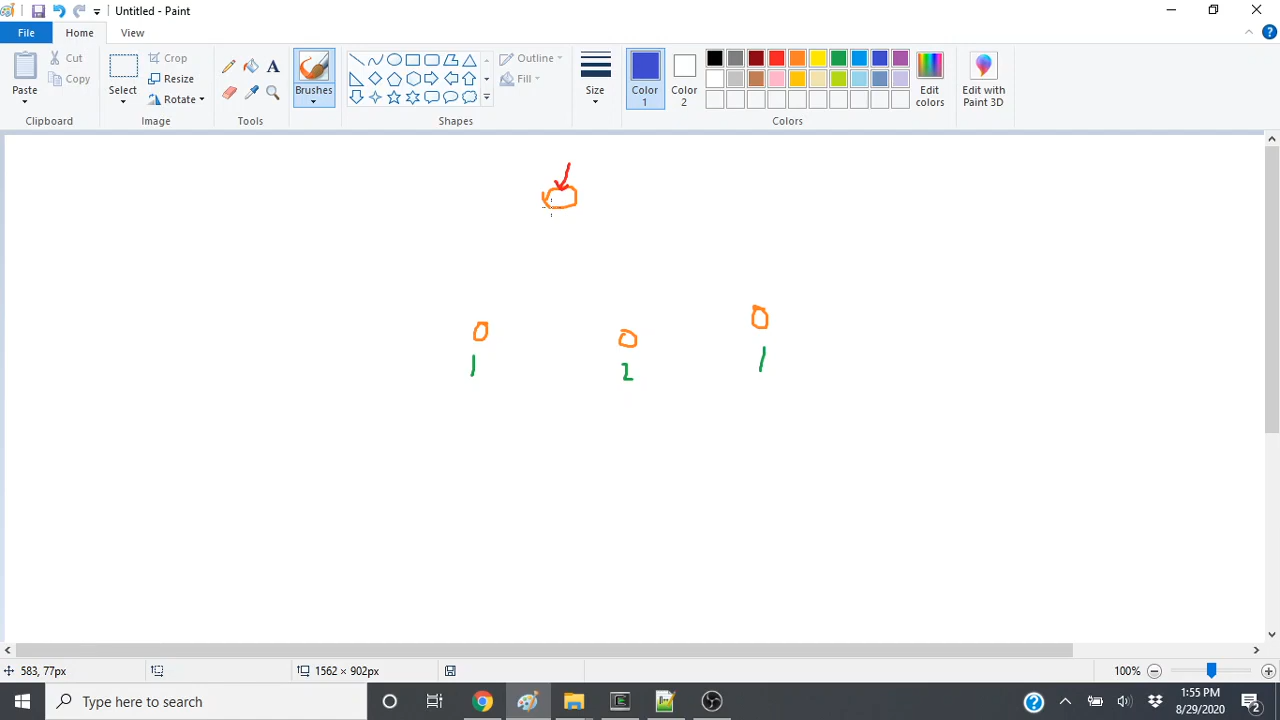 Untitled - Paint
File Home View
Paste
Clipboard
Cut
Copy
Select
Crop
Resize
Rotate
Image
Tools
A
Brushes
Outline
Fill
Shapes
Size
Color 1
Color 2
Edit colors
Colors
Edit with Paint 3D
0 0 0
1 2 1
583, 77px
1562 × 902px
100%
Type here to search
1:55 PM
8/29/2020
2